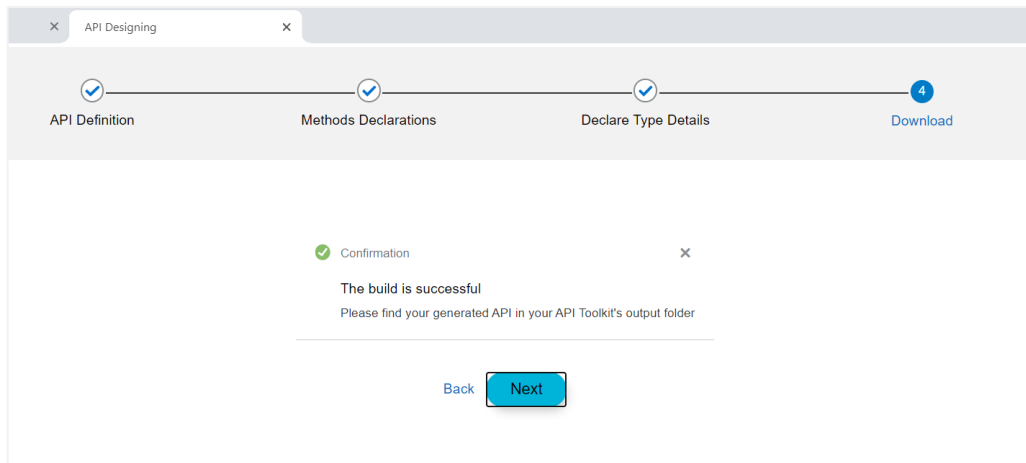 API Designing
4
API Definition
Methods Declarations
Declare Type Details
Download
Confirmation
The build is successful
Please find your generated API in your API Toolkit's output folder
Back
Next